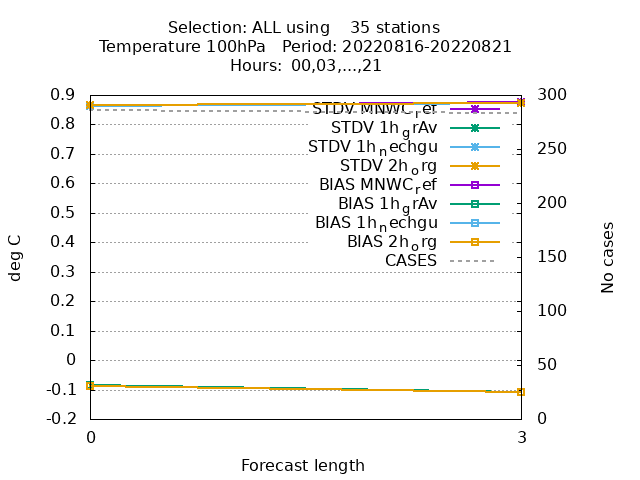 Selection: ALL using    35 stations
Temperature 100hPa   Period: 20220816-20220821
Hours:  00,03,...,21
0.9
0.8
0.7
0.6
0.5
0.4
0.3
0.2
0.1
0
-0.1
-0.2
deg C
STDV MNWC_ref
STDV 1h_grAv
STDV 1h_nechgu
STDV 2h_org
BIAS MNWC_ref
BIAS 1h_grAv
BIAS 1h_nechgu
BIAS 2h_org
CASES
300
250
200
150
100
50
0
No cases
0
3
Forecast length